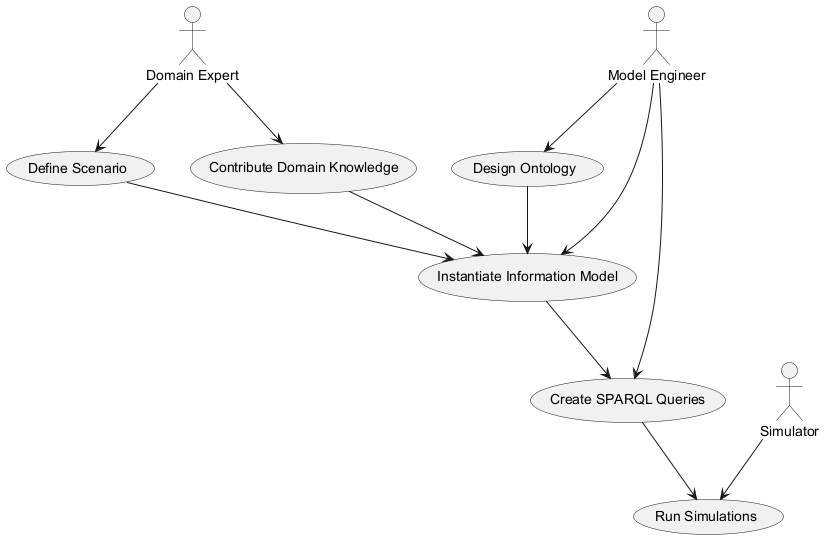 Domain Expert
Model Engineer
Define Scenario
Contribute Domain Knowledge
Design Ontology
Instantiate Information Model
Create SPARQL Queries
Simulator
Run Simulations